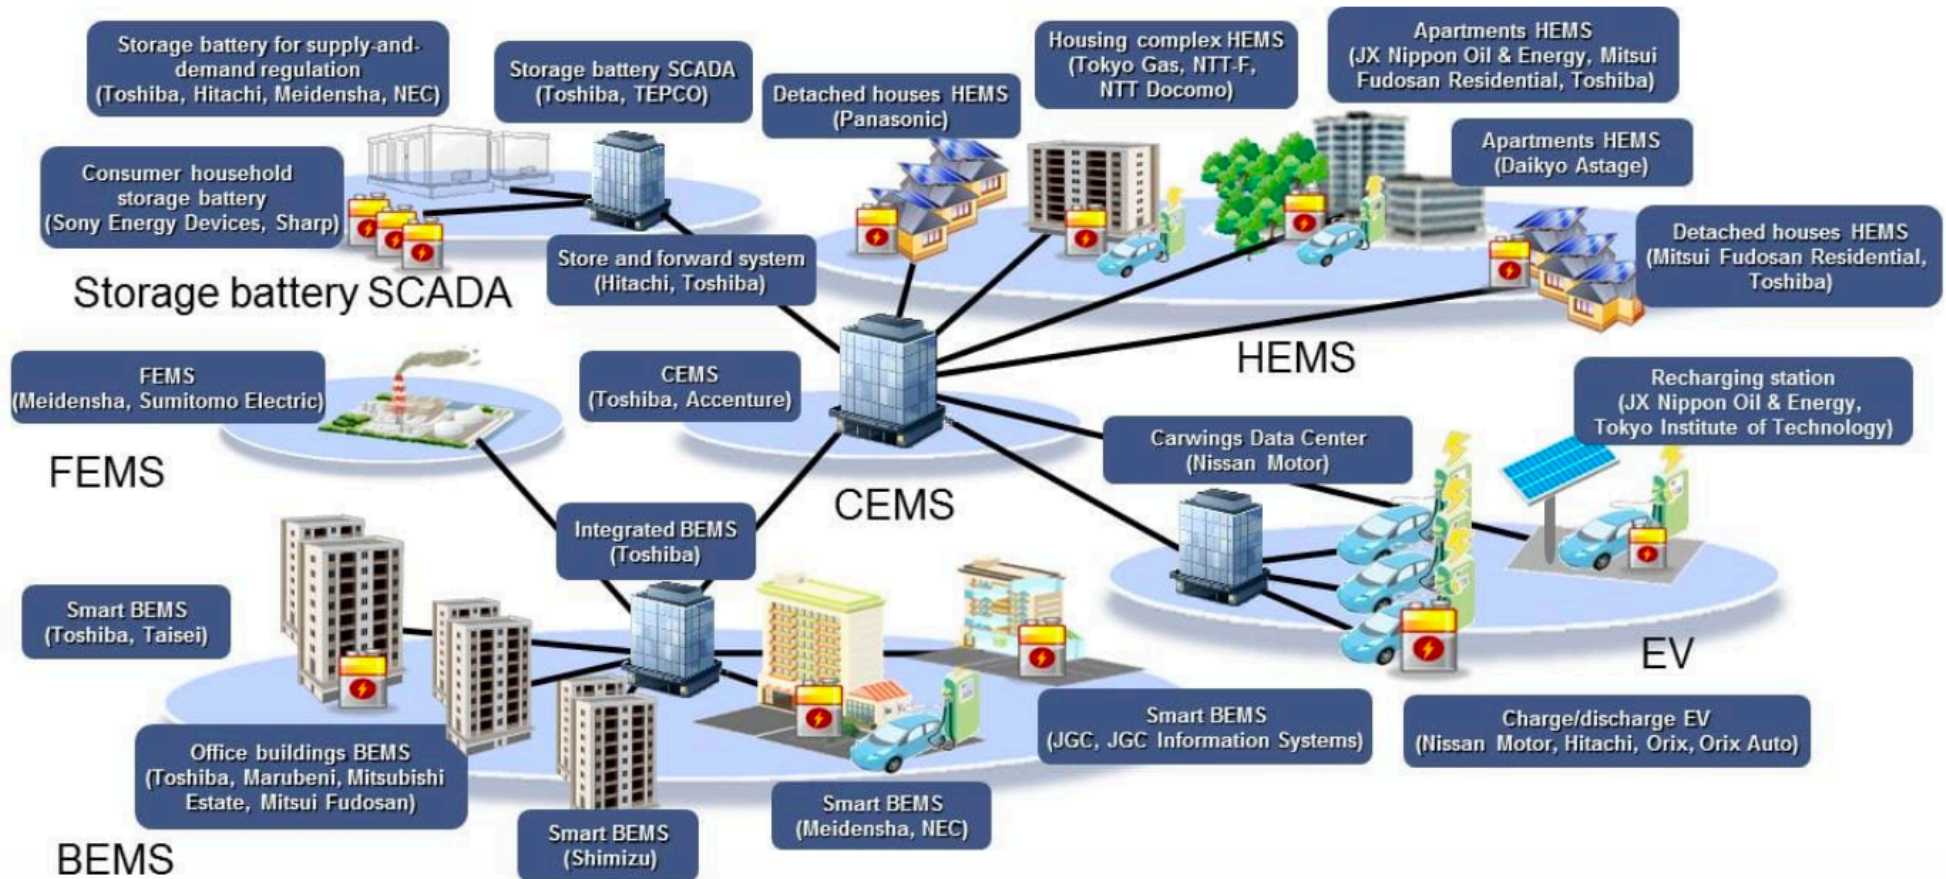 Storage battery for supply-and-
demand regulation
(Toshiba, Hitachi, Meidensha, NEC)
Storage battery SCADA
(Toshiba, TEPCO)
Detached houses HEMS
(Panasonic)
Housing complex HEMS
(Tokyo Gas, NTT-F,
NTT Docomo)
Apartments HEMS
(JX Nippon Oil & Energy, Mitsui
Fudosan Residential, Toshiba)
Apartments HEMS
(Daikyo Astage)
Consumer household
storage battery
(Sony Energy Devices, Sharp)
Detached houses HEMS
(Mitsui Fudosan Residential,
Toshiba)
Store and forward system
(Hitachi, Toshiba)
Storage battery SCADA
HEMS
FEMS
(Meidensha, Sumitomo Electric)
CEMS
(Toshiba, Accenture)
Recharging station
(JX Nippon Oil & Energy,
Tokyo Institute of Technology)
Carwings Data Center
(Nissan Motor)
FEMS
CEMS
Integrated BEMS
(Toshiba)
Smart BEMS
(Toshiba, Taisei)
EV
Smart BEMS
(JGC, JGC Information Systems)
Charge/discharge EV
(Nissan Motor, Hitachi, Orix, Orix Auto)
Office buildings BEMS
(Toshiba, Marubeni, Mitsubishi
Estate, Mitsui Fudosan)
Smart BEMS
(Meidensha, NEC)
Smart BEMS
(Shimizu)
BEMS